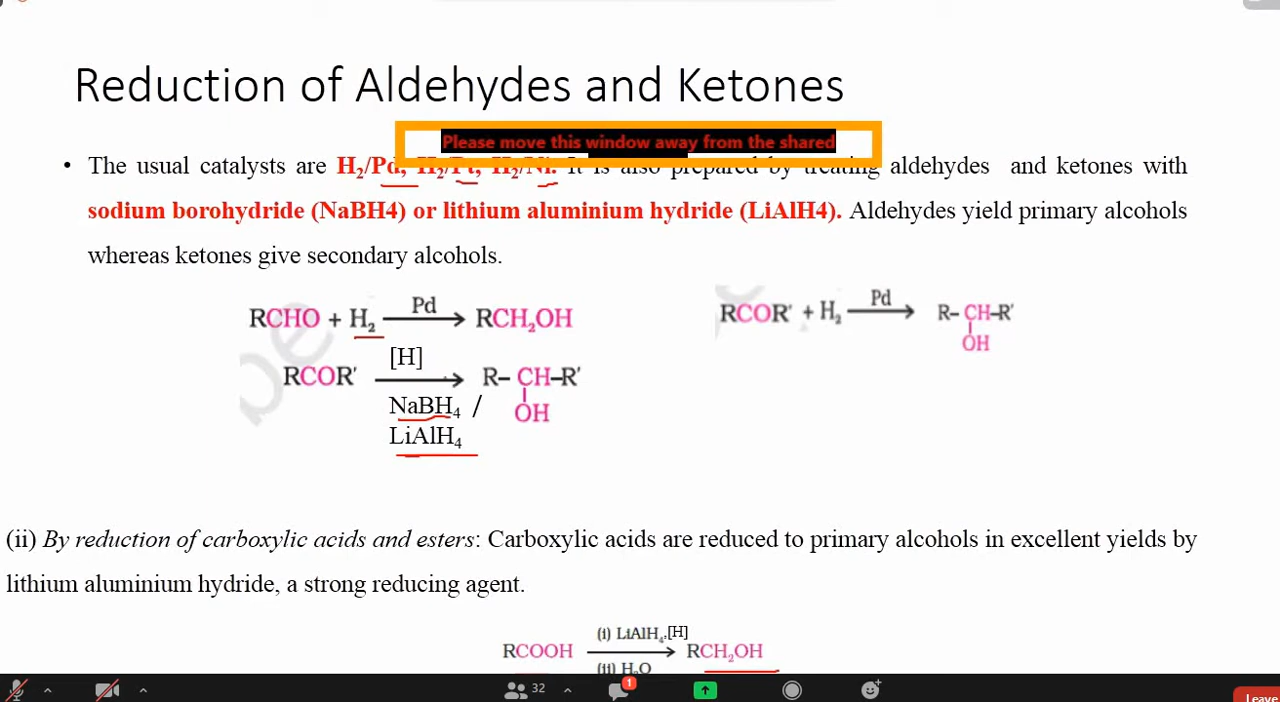 Reduction of Aldehydes and Ketones
Please move this window away from the shared
• The usual catalysts are H₂/Pd, H₂/Pt, H₂/Ni. It is also prepared by treating aldehydes and ketones with
sodium borohydride (NaBH4) or lithium aluminium hydride (LiAlH4). Aldehydes yield primary alcohols
whereas ketones give secondary alcohols.
RCHO + H₂ Pd → RCH₂OH
RCOR' + H₂ Pd → R– CH–R'
OH
[H]
RCOR' → R– CH–R'
NaBH₄ / OH
LiAlH₄
(ii) By reduction of carboxylic acids and esters: Carboxylic acids are reduced to primary alcohols in excellent yields by
lithium aluminium hydride, a strong reducing agent.
(i) LiAlH₄,[H]
RCOOH → RCH₂OH
(ii) H₂O
32
1
Leave